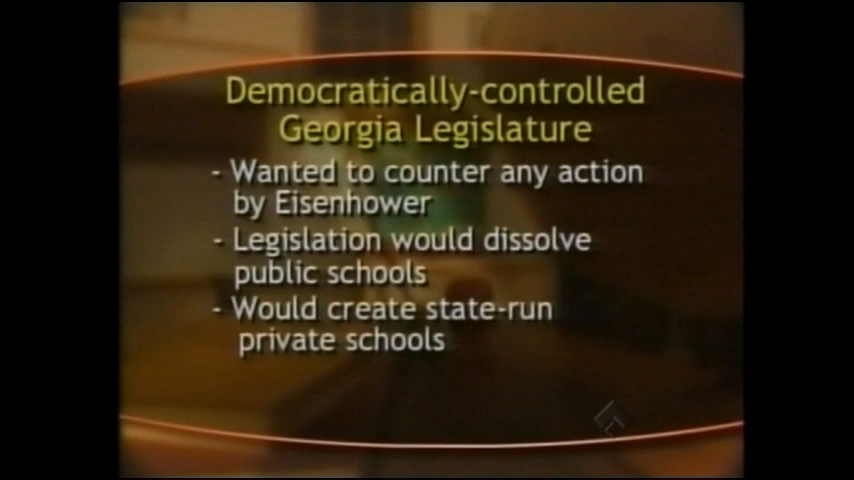 Democratically-controlled
Georgia Legislature
- Wanted to counter any action
by Eisenhower
- Legislation would dissolve
public schools
- Would create state-run
private schools